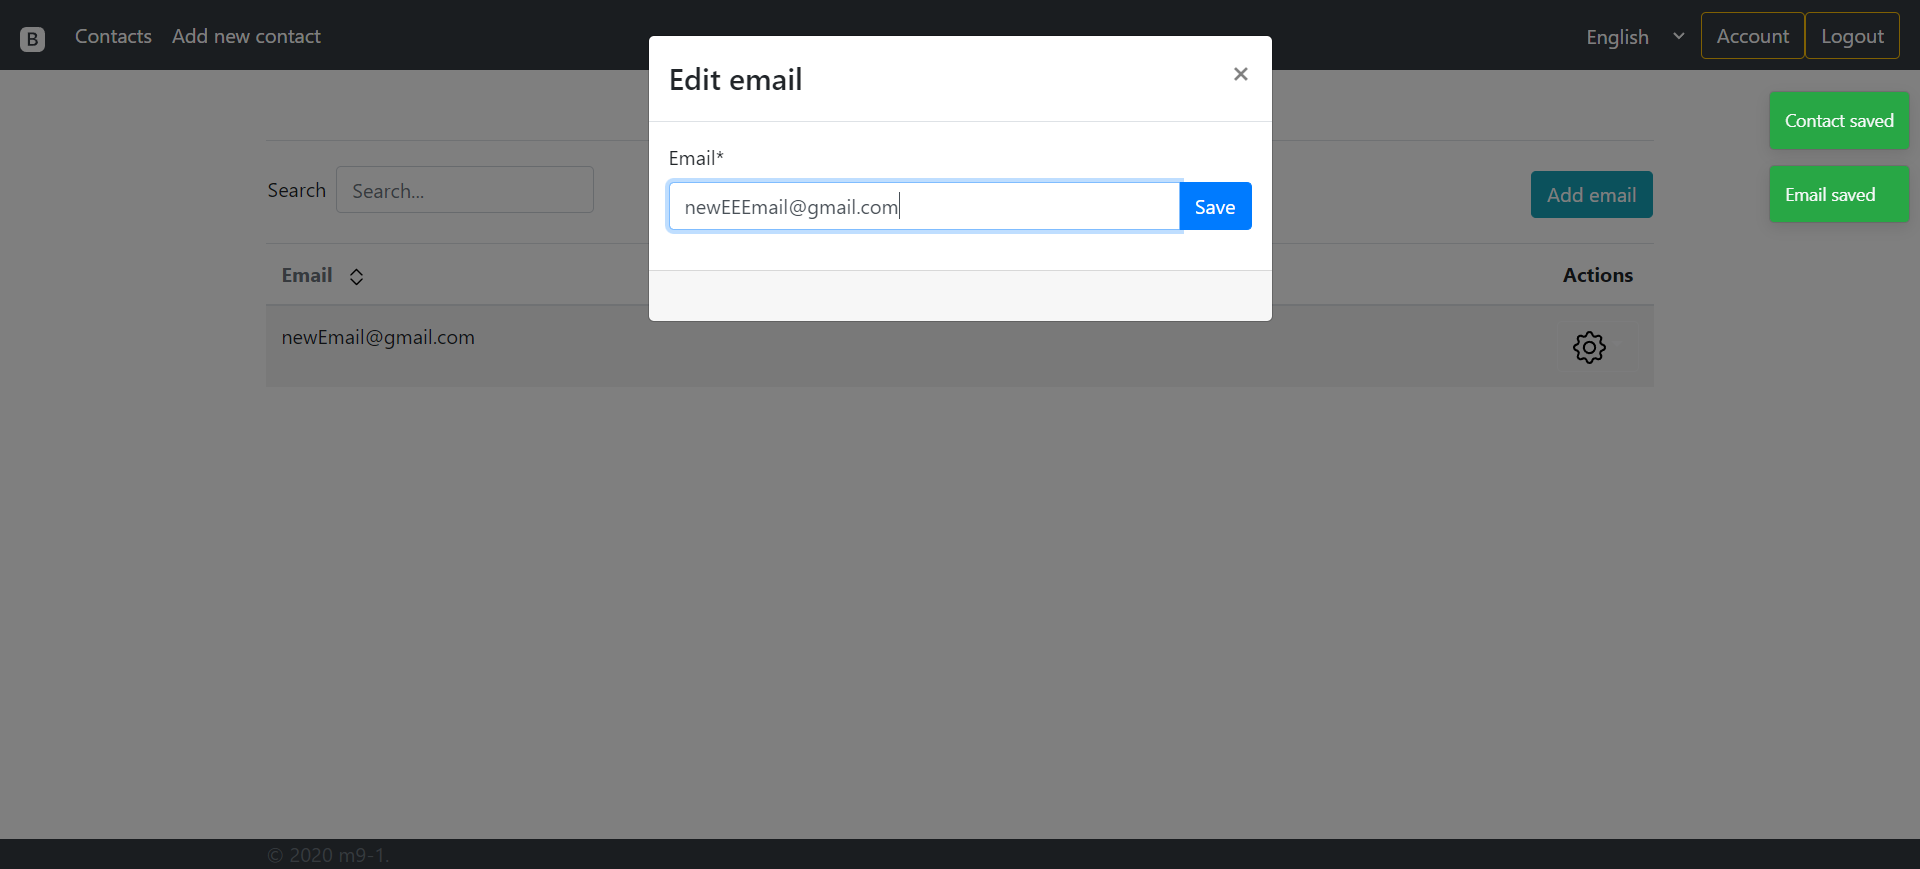 B Contacts Add new contact English Account Logout
Edit email ×
Contact saved
Email*
newEEEmail@gmail.com Save
Search Search... Add email Email saved
Email Actions
newEmail@gmail.com
© 2020 m9-1.